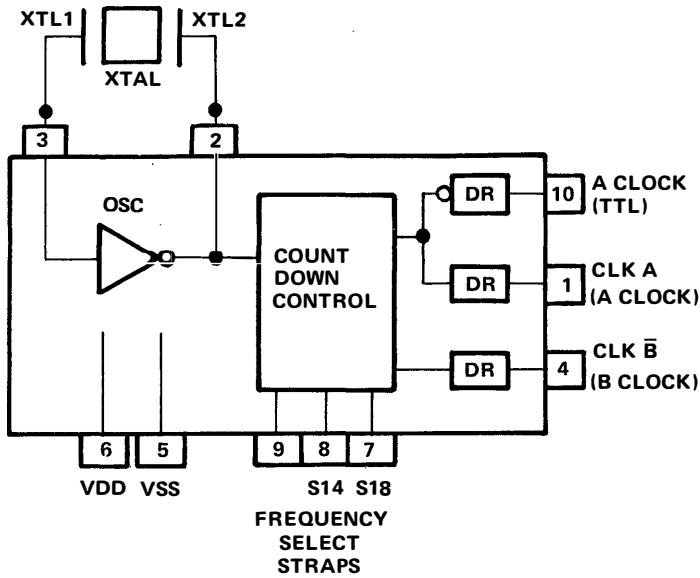 XTL1
XTL2
XTAL
3
2
OSC
COUNT
DOWN
CONTROL
DR
10
A CLOCK
(TTL)
DR
1
CLK A
(A CLOCK)
DR
4
CLK B̅
(B CLOCK)
6
5
9
8
7
VDD
VSS
S14
S18
FREQUENCY
SELECT
STRAPS